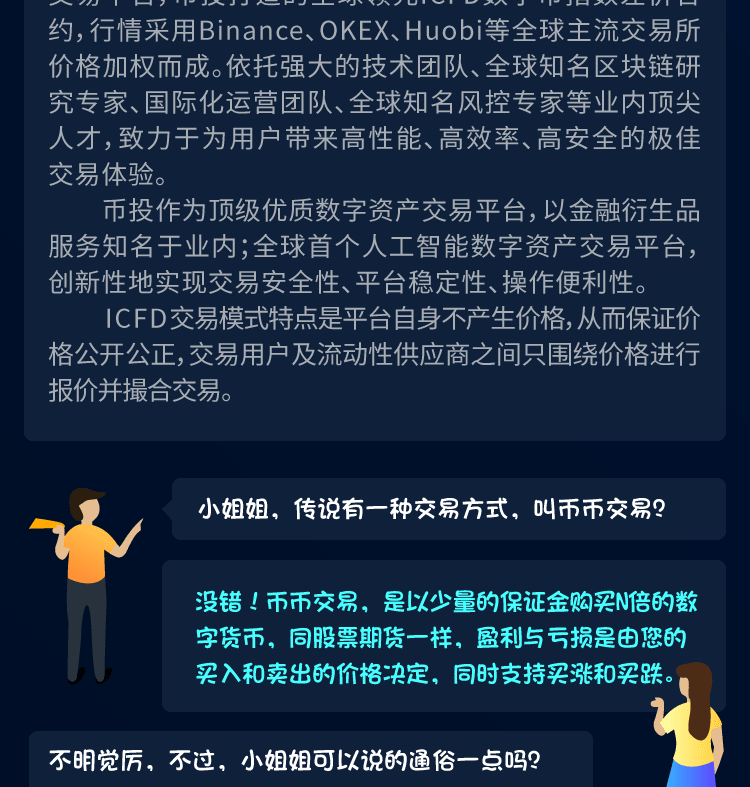 约，行情采用Binance、OKEX、Huobi等全球主流交易所
价格加权而成。依托强大的技术团队、全球知名区块链研
究专家、国际化运营团队、全球知名风控专家等业内顶尖
人才，致力于为用户带来高性能、高效率、高安全的极佳
交易体验。
币投作为顶级优质数字资产交易平台，以金融衍生品
服务知名于业内；全球首个人工智能数字资产交易平台，
创新性地实现交易安全性、平台稳定性、操作便利性。
ICFD交易模式特点是平台自身不产生价格，从而保证价
格公开公正，交易用户及流动性供应商之间只围绕价格进行
报价并撮合交易。
小姐姐，传说有一种交易方式，叫币币交易？
没错！币币交易，是以少量的保证金购买N倍的数
字货币，同股票期货一样，盈利与亏损是由您的
买入和卖出的价格决定，同时支持买涨和买跌。
不明觉厉，不过，小姐姐可以说的通俗一点吗？